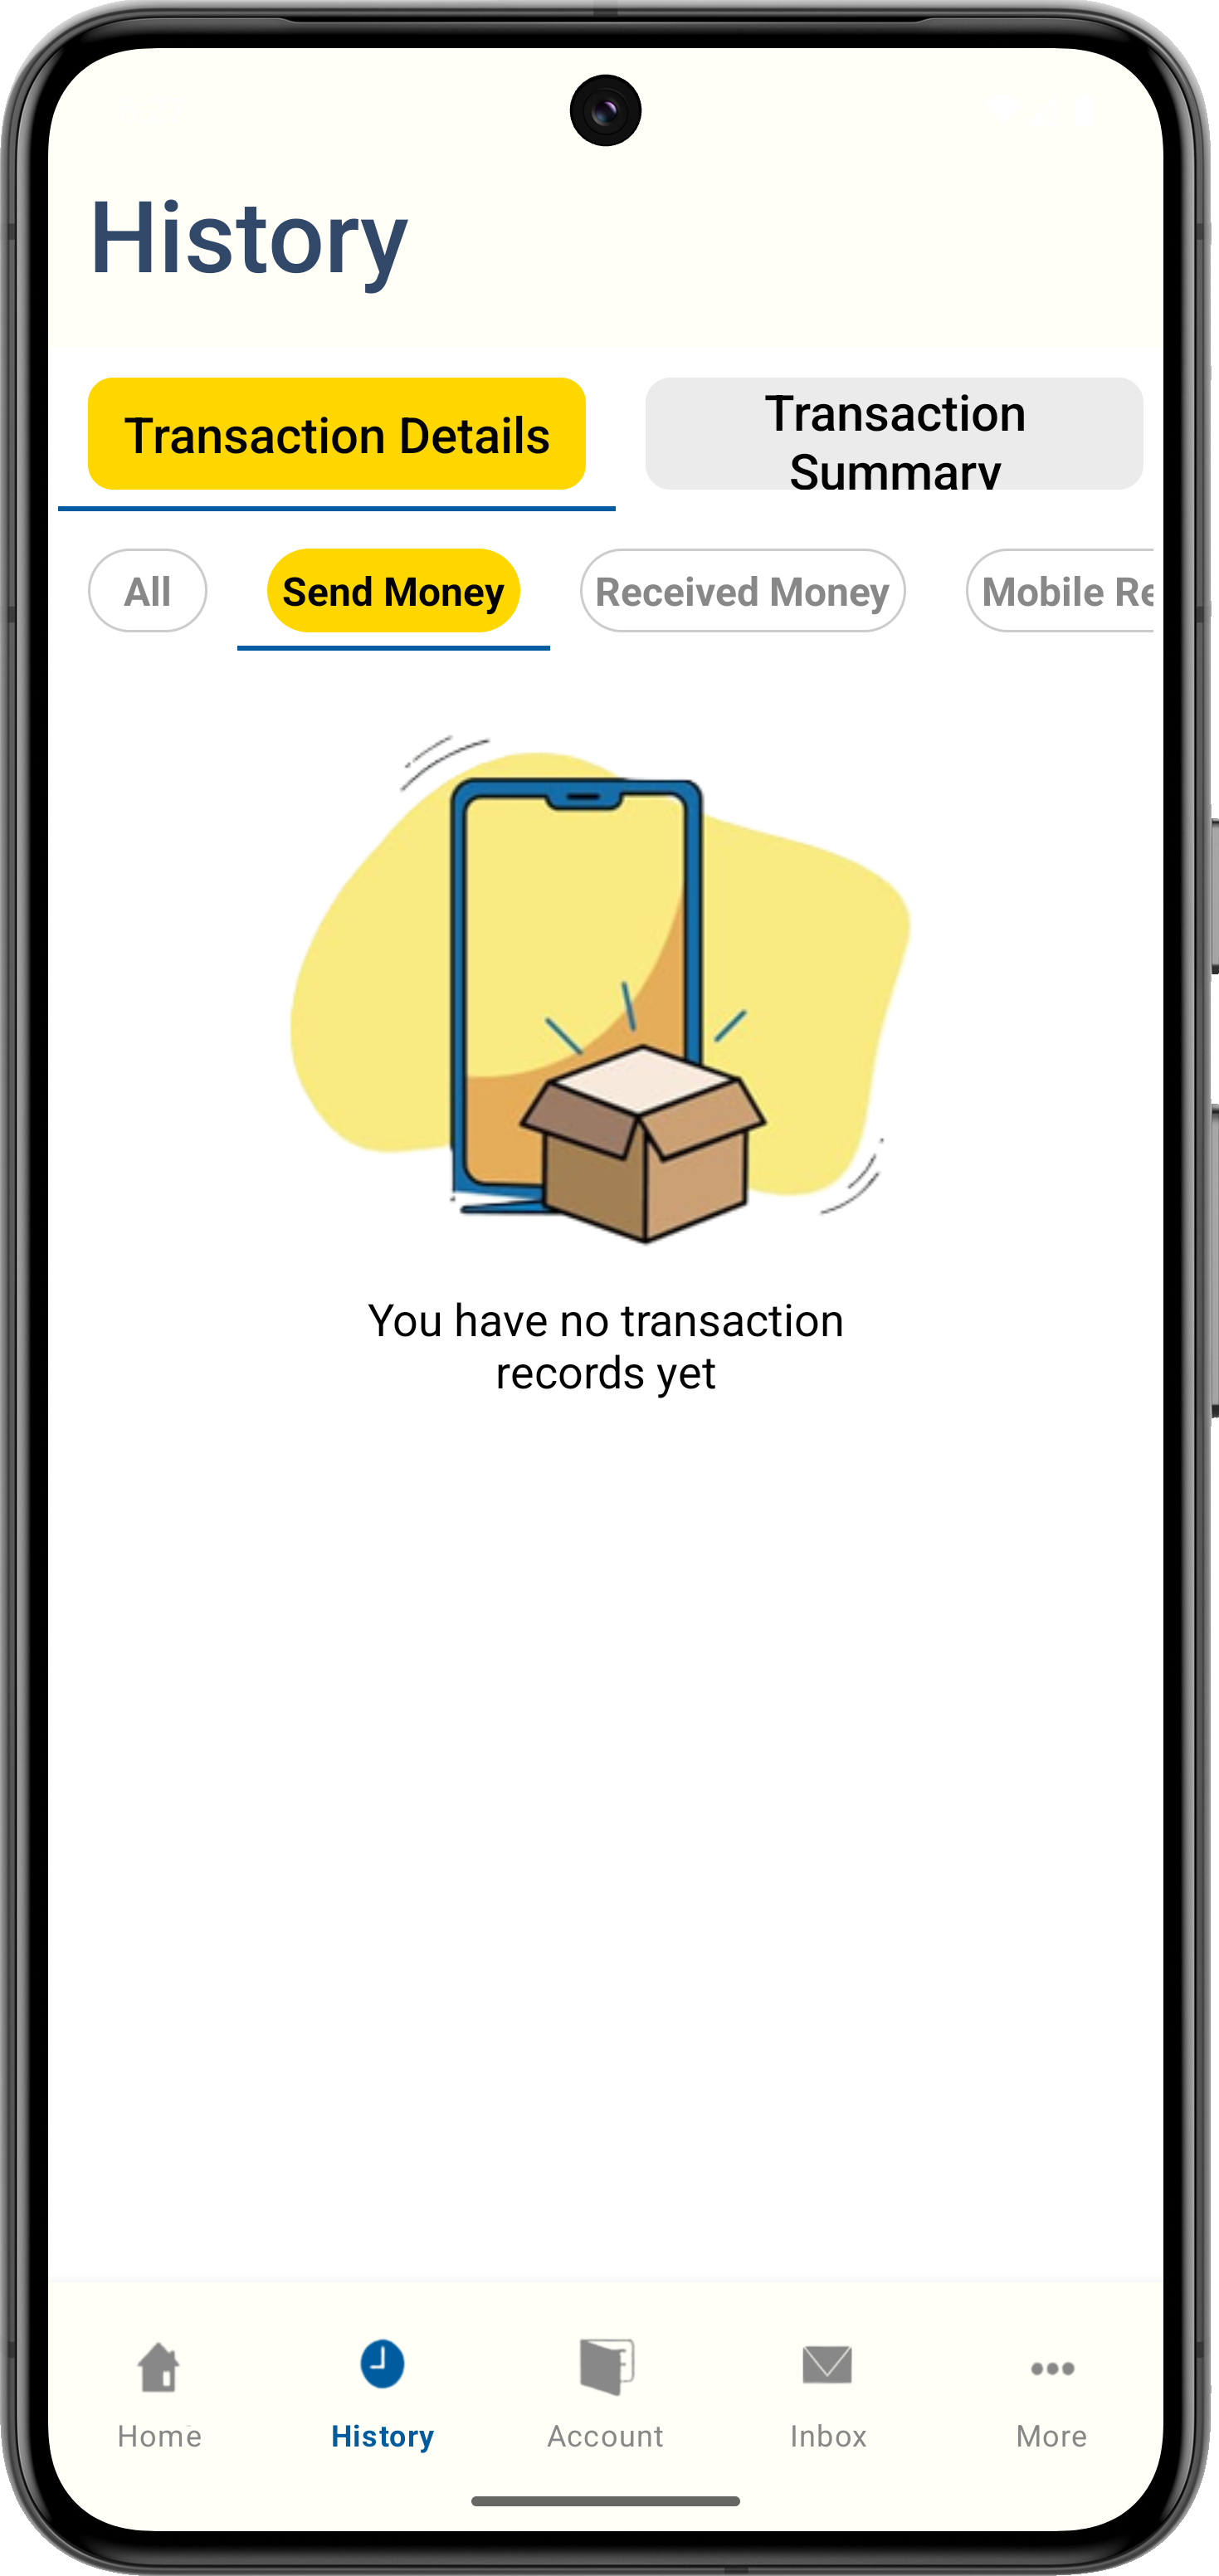 History
Transaction Details
Transaction
Summary
All
Send Money
Received Money
Mobile Re
You have no transaction
records yet
Home
History
Account
Inbox
More